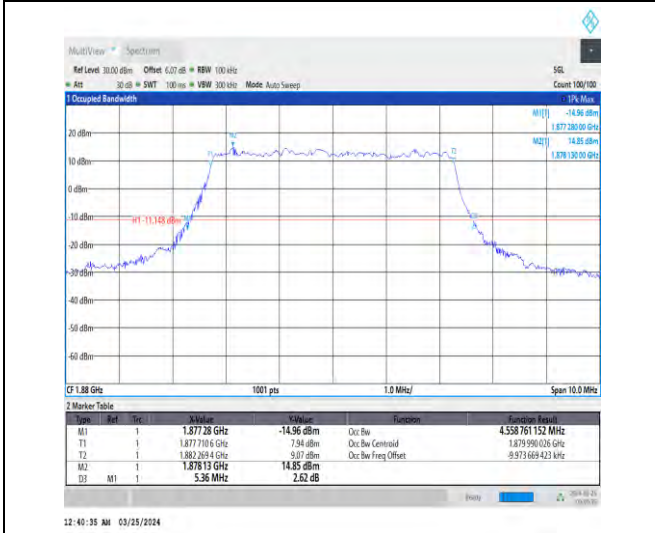 MultiView Spectrum
Ref Level 30.00 dBm Offset 6.07 dB RBW 100 kHz SGL
Att 30 dB SWT 100 ms VBW 300 kHz Mode Auto Sweep Count 100/100
1 Occupied Bandwidth 1Pk Max
M1[1] -14.96 dBm
1.877 280 00 GHz
M2[1] 14.85 dBm
1.878 130 00 GHz
20 dBm
M2
T1 T2
10 dBm
0 dBm
-10 dBm
H1 -11.148 dBm
-20 dBm
-30 dBm
-40 dBm
-50 dBm
-60 dBm
CF 1.88 GHz 1001 pts 1.0 MHz/ Span 10.0 MHz
2 Marker Table
Type Ref Trc X-Value Y-Value Function Function Result
M1 1 1.877 28 GHz -14.96 dBm Occ Bw 4.558 761 152 MHz
T1 1 1.877 710 6 GHz 7.94 dBm Occ Bw Centroid 1.879 990 026 GHz
T2 1 1.882 269 4 GHz 9.07 dBm Occ Bw Freq Offset -9.973 669 423 kHz
M2 1 1.878 13 GHz 14.85 dBm
D3 M1 1 5.36 MHz 2.62 dB
12:40:35 AM 03/25/2024